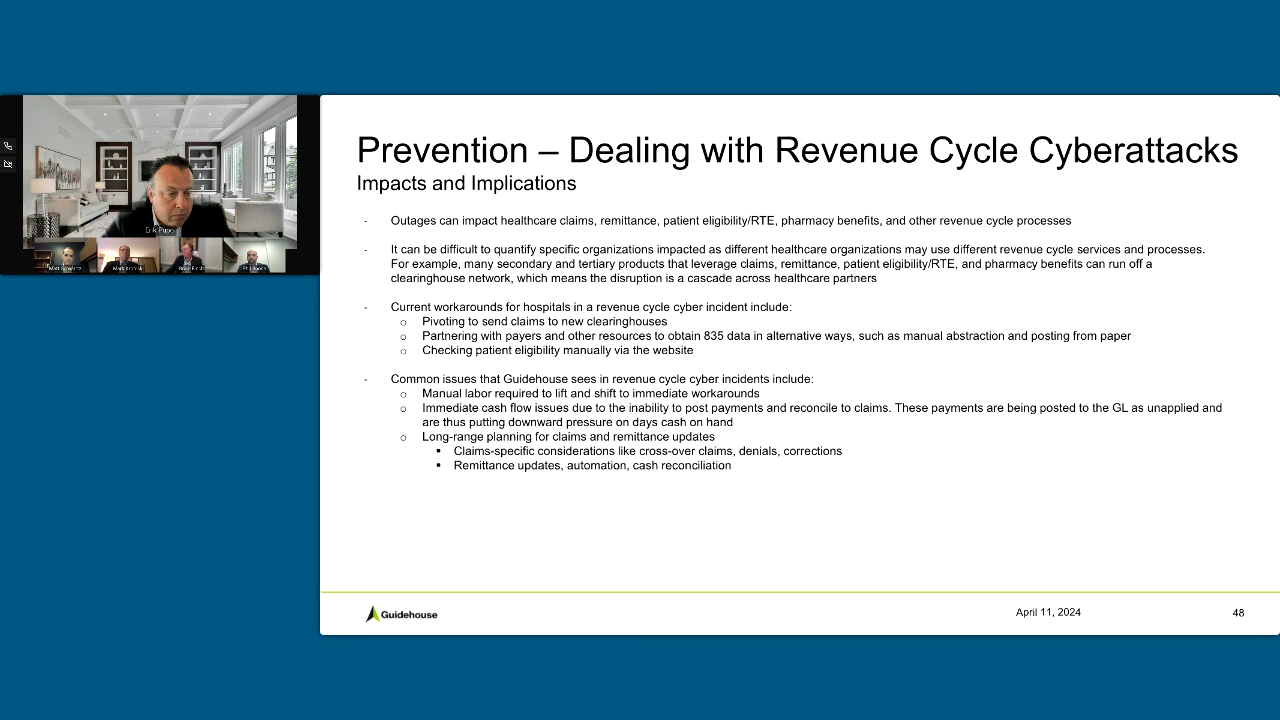 Prevention – Dealing with Revenue Cycle Cyberattacks
Impacts and Implications
- Outages can impact healthcare claims, remittance, patient eligibility/RTE, pharmacy benefits, and other revenue cycle processes
- It can be difficult to quantify specific organizations impacted as different healthcare organizations may use different revenue cycle services and processes.
For example, many secondary and tertiary products that leverage claims, remittance, patient eligibility/RTE, and pharmacy benefits can run off a
clearinghouse network, which means the disruption is a cascade across healthcare partners
- Current workarounds for hospitals in a revenue cycle cyber incident include:
o Pivoting to send claims to new clearinghouses
o Partnering with payers and other resources to obtain 835 data in alternative ways, such as manual abstraction and posting from paper
o Checking patient eligibility manually via the website
- Common issues that Guidehouse sees in revenue cycle cyber incidents include:
o Manual labor required to lift and shift to immediate workarounds
o Immediate cash flow issues due to the inability to post payments and reconcile to claims. These payments are being posted to the GL as unapplied and
are thus putting downward pressure on days cash on hand
o Long-range planning for claims and remittance updates
▪ Claims-specific considerations like cross-over claims, denials, corrections
▪ Remittance updates, automation, cash reconciliation
Guidehouse
April 11, 2024
48
Erik Pupo
Matt Schwartz
Brian Finch
Phil Boone